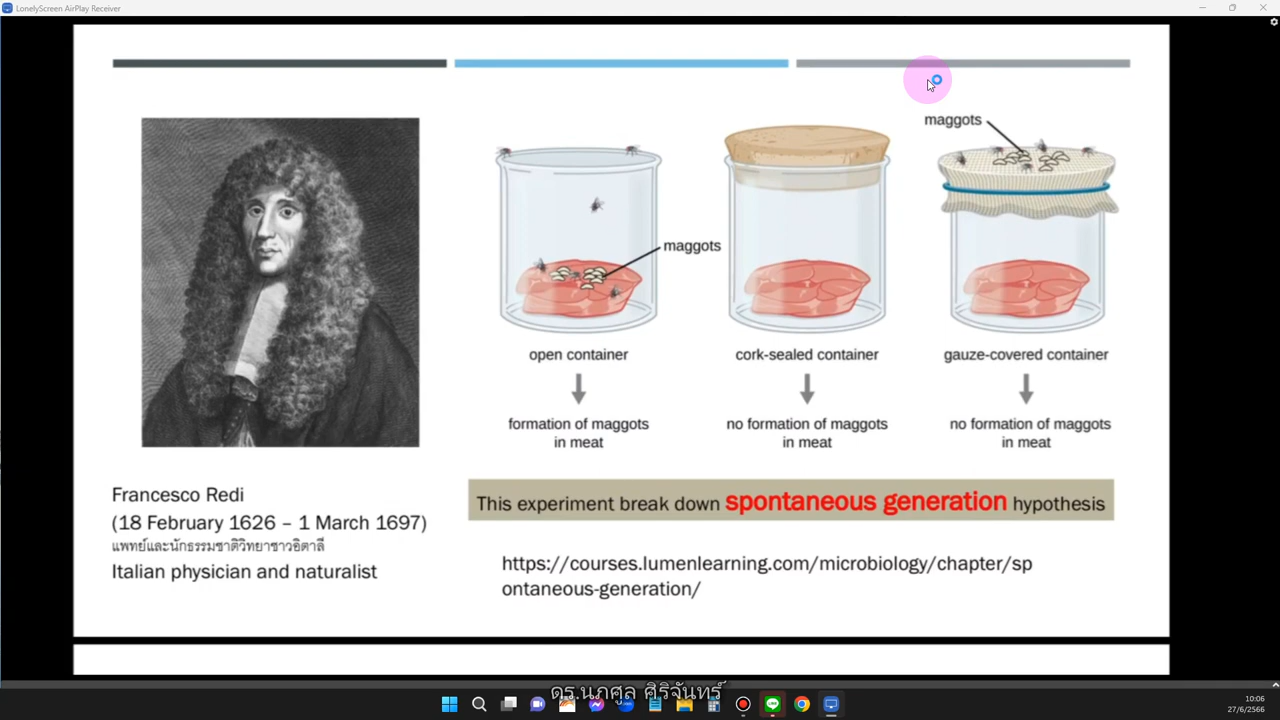 LonelyScreen AirPlay Receiver
maggots
maggots
open container
cork-sealed container
gauze-covered container
formation of maggots
in meat
no formation of maggots
in meat
no formation of maggots
in meat
Francesco Redi
(18 February 1626 – 1 March 1697)
แพทย์และนักธรรมชาติวิทยาชาวอิตาลี
Italian physician and naturalist
This experiment break down spontaneous generation hypothesis
https://courses.lumenlearning.com/microbiology/chapter/sp
ontaneous-generation/
ดร.นภศูล ศิริจันทร์
10:06
27/6/2566